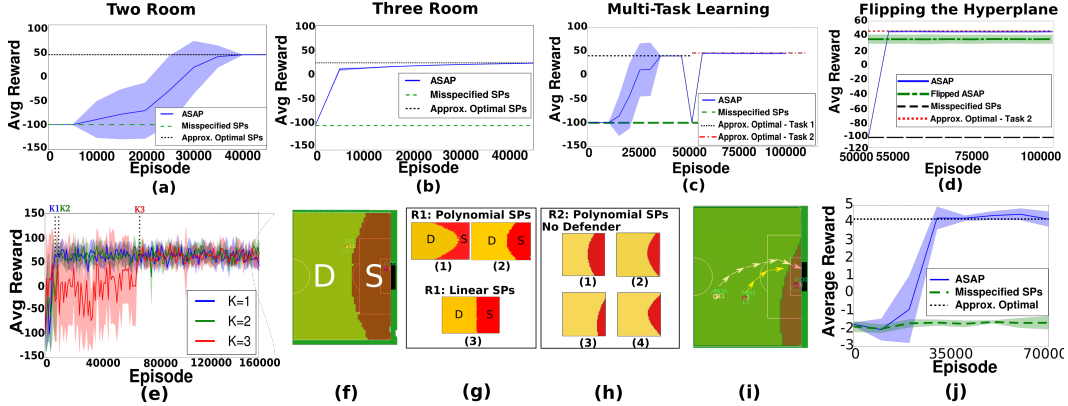 Two Room
Three Room
Multi-Task Learning
Flipping the Hyperplane
Avg Reward
100
50
0
-50
-100
-150
10000 20000 30000 40000
ASAP
Misspecified SPs
Approx. Optimal SPs
Episode
(a)
Avg Reward
100
50
0
-50
-100
-150
0 10000 20000 30000 40000
ASAP
Misspecified SPs
Approx. Optimal SPs
Episode
(b)
Avg Reward
100
50
0
-50
-100
-150
0 25000 50000 75000 100000
ASAP
Misspecified SPs
Approx. Optimal - Task 1
Approx. Optimal - Task 2
Episode
(c)
Avg Reward
60
40
20
0
-20
-40
-60
-80
-100
-120
50000 55000 75000 100000
ASAP
Flipped ASAP
Misspecified SPs
Approx. Optimal - Task 2
Episode
(d)
K1 K2 K3
Avg Reward
150
100
50
0
-50
-100
-150
0 40000 80000 120000 160000
K=1
K=2
K=3
Episode
(e)
D S
(f)
R1: Polynomial SPs
D S D S
(1) (2)
R1: Linear SPs
D S
(3)
(g)
R2: Polynomial SPs
No Defender
(1) (2)
(3) (4)
(h)
(i)
Average Reward
5
4
3
2
1
0
-1
-2
-3
0 35000 70000
ASAP
Misspecified SPs
Approx. Optimal
Episode
(j)